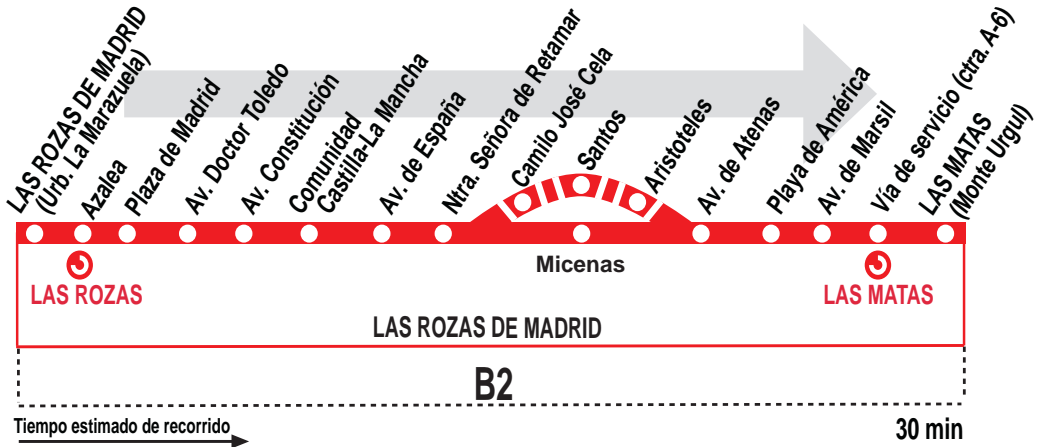 LAS ROZAS DE MADRID
(Urb. La Marazuela)
Azalea
Plaza de Madrid
Av. Doctor Toledo
Av. Constitución
Comunidad
Castilla-La Mancha
Av. de España
Ntra. Señora de Retamar
Camilo José Cela
Santos
Aristoteles
Av. de Atenas
Playa de América
Av. de Marsil
Vía de servicio (ctra. A-6)
LAS MATAS
(Monte Urgul)
Micenas
LAS ROZAS
LAS MATAS
LAS ROZAS DE MADRID
B2
Tiempo estimado de recorrido
30 min